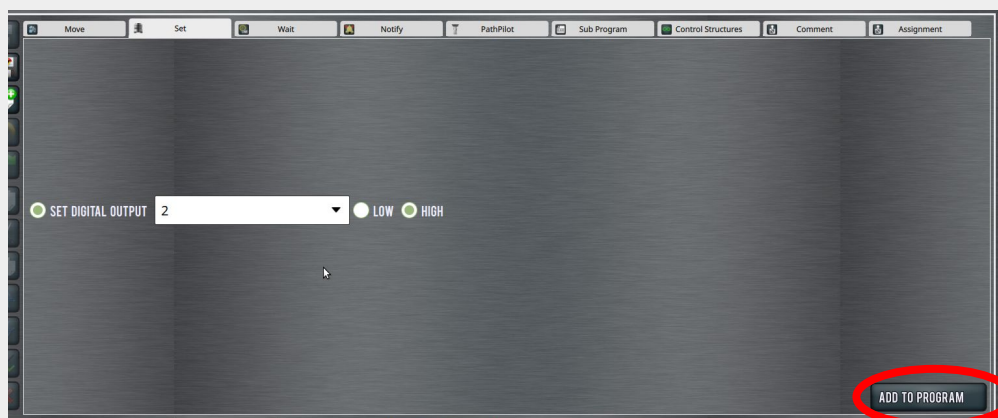 Move Set Wait Notify PathPilot Sub Program Control Structures Comment Assignment
SET DIGITAL OUTPUT 2 LOW HIGH
ADD TO PROGRAM